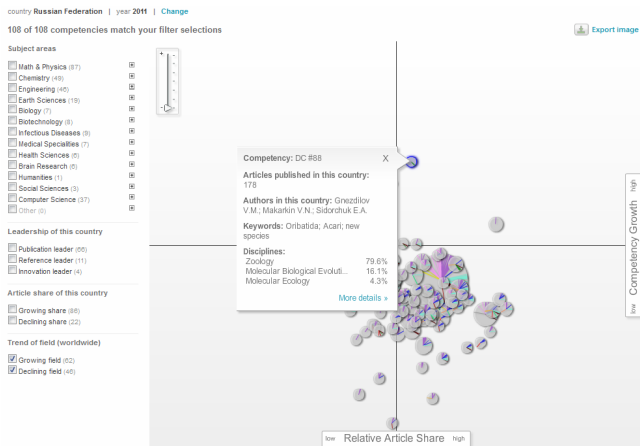 country Russian Federation | year 2011 | Change
108 of 108 competencies match your filter selections
Export image
Subject areas
Math & Physics (87)
Chemistry (49)
Engineering (46)
Earth Sciences (19)
Biology (7)
Biotechnology (8)
Infectious Diseases (9)
Medical Specialities (7)
Health Sciences (6)
Brain Research (6)
Humanities (1)
Social Sciences (3)
Computer Science (37)
Other (0)
Leadership of this country
Publication leader (66)
Reference leader (11)
Innovation leader (4)
Article share of this country
Growing share (86)
Declining share (22)
Trend of field (worldwide)
Growing field (62)
Declining field (46)
Competency: DC #88 X
Articles published in this country:
178
Authors in this country: Gnezdilov
V.M.; Makarkin V.N.; Sidorchuk E.A.
Keywords: Oribatida; Acari; new
species
Disciplines:
Zoology 79.6%
Molecular Biological Evoluti... 16.1%
Molecular Ecology 4.3%
More details »
low Competency Growth high
low Relative Article Share high